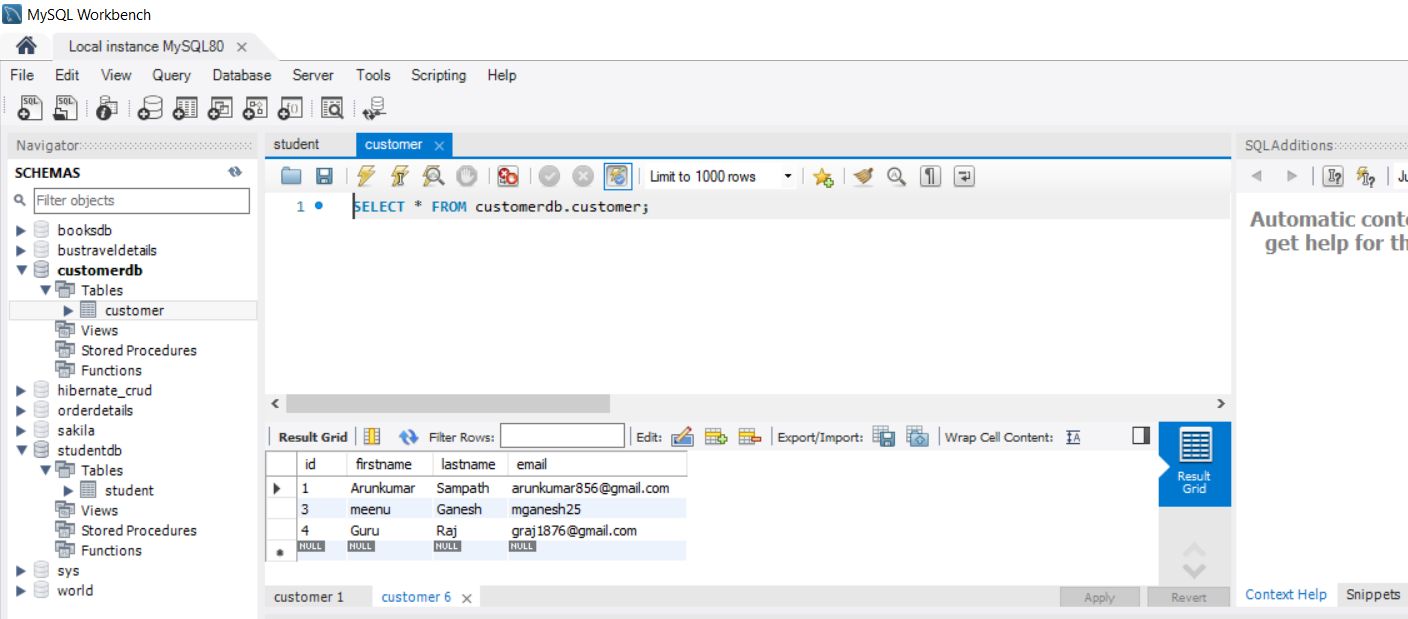 MySQL Workbench
Local instance MySQL80
File Edit View Query Database Server Tools Scripting Help
Navigator
SCHEMAS
Filter objects
booksdb
bustraveldetails
customerdb
Tables
customer
Views
Stored Procedures
Functions
hibernate_crud
orderdetails
sakila
studentdb
Tables
student
Views
Stored Procedures
Functions
sys
world
student customer
Limit to 1000 rows
1 SELECT * FROM customerdb.customer;
Result Grid Filter Rows: Edit: Export/Import: Wrap Cell Content:
id firstname lastname email
1 Arunkumar Sampath arunkumar856@gmail.com
3 meenu Ganesh mganesh25
4 Guru Raj graj1876@gmail.com
NULL NULL NULL NULL
Result
Grid
customer 1 customer 6
Apply Revert
SQLAdditions
Ju
Automatic conte
get help for th
Context Help Snippets